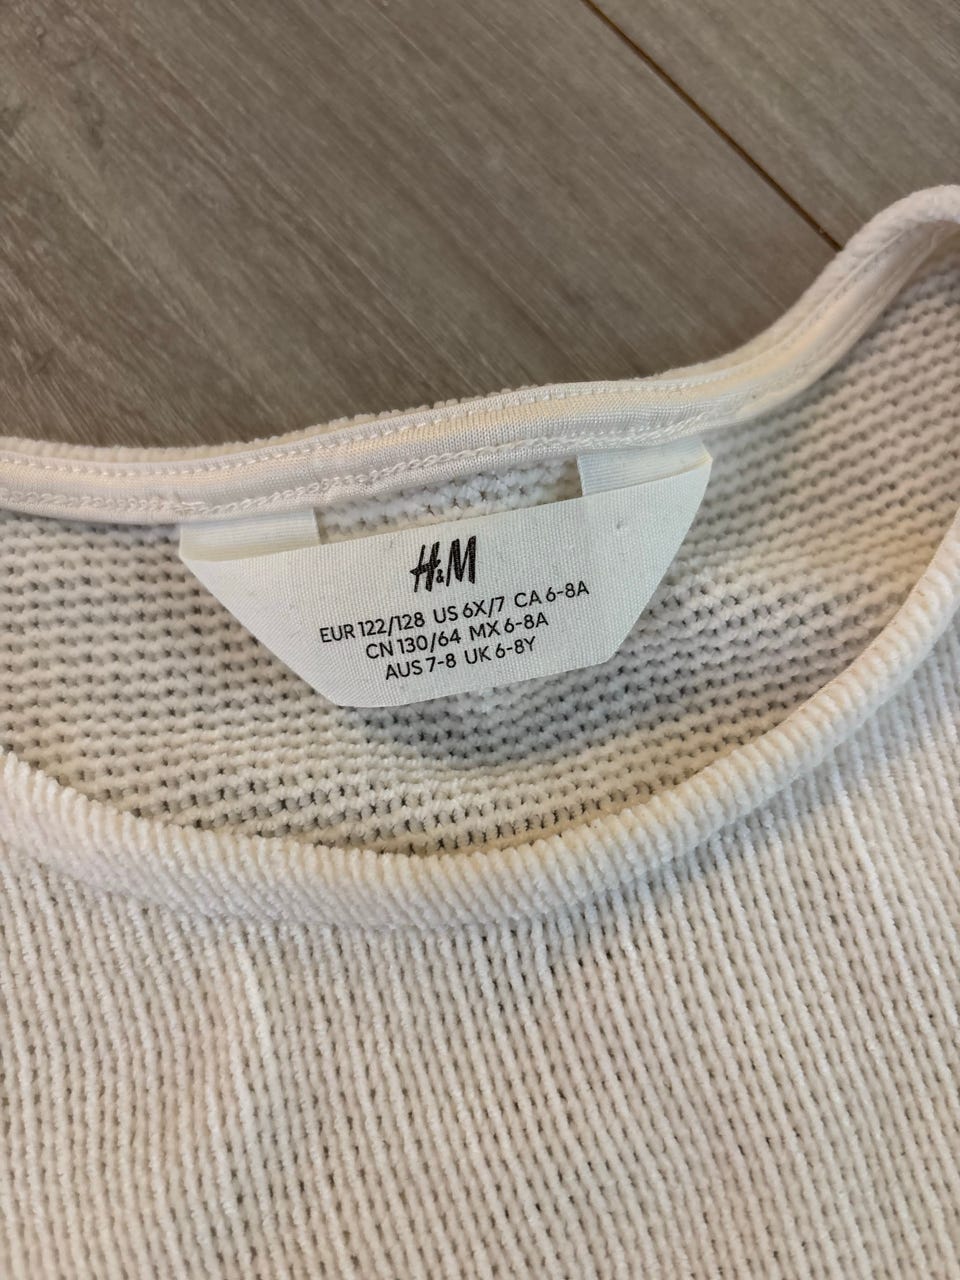 H&M
EUR 122/128 US 6X/7 CA 6-8A
CN 130/64 MX 6-8A
AUS 7-8 UK 6-8Y